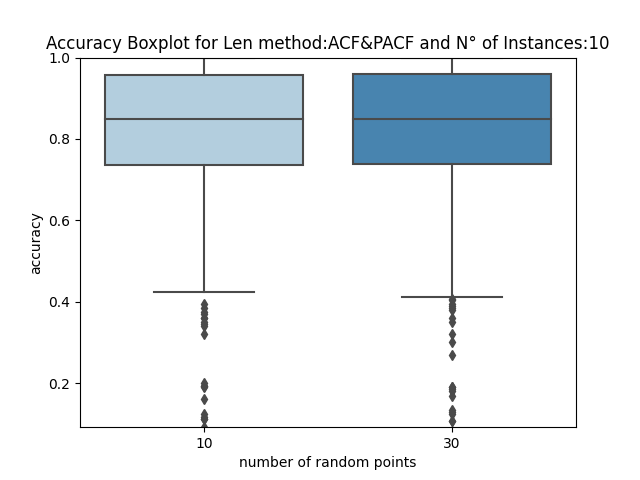 Accuracy Boxplot for Len method:ACF&PACF and N° of Instances:10
1.0
0.8
0.6
0.4
0.2
accuracy
10
30
number of random points